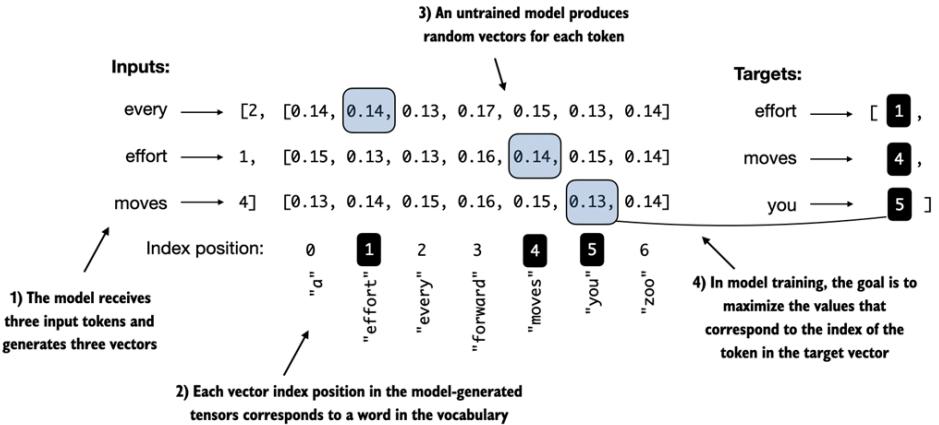 3) An untrained model produces
random vectors for each token
Inputs:
Targets:
every [2, [0.14, 0.14, 0.13, 0.17, 0.15, 0.13, 0.14] effort [ 1 ,
effort 1, [0.15, 0.13, 0.13, 0.16, 0.14, 0.15, 0.14] moves 4 ,
moves 4] [0.13, 0.14, 0.15, 0.16, 0.15, 0.13, 0.14] you 5 ]
Index position: 0 1 2 3 4 5 6
"a" "effort" "every" "forward" "moves" "you" "zoo"
1) The model receives
three input tokens and
generates three vectors
4) In model training, the goal is to
maximize the values that
correspond to the index of the
token in the target vector
2) Each vector index position in the model-generated
tensors corresponds to a word in the vocabulary